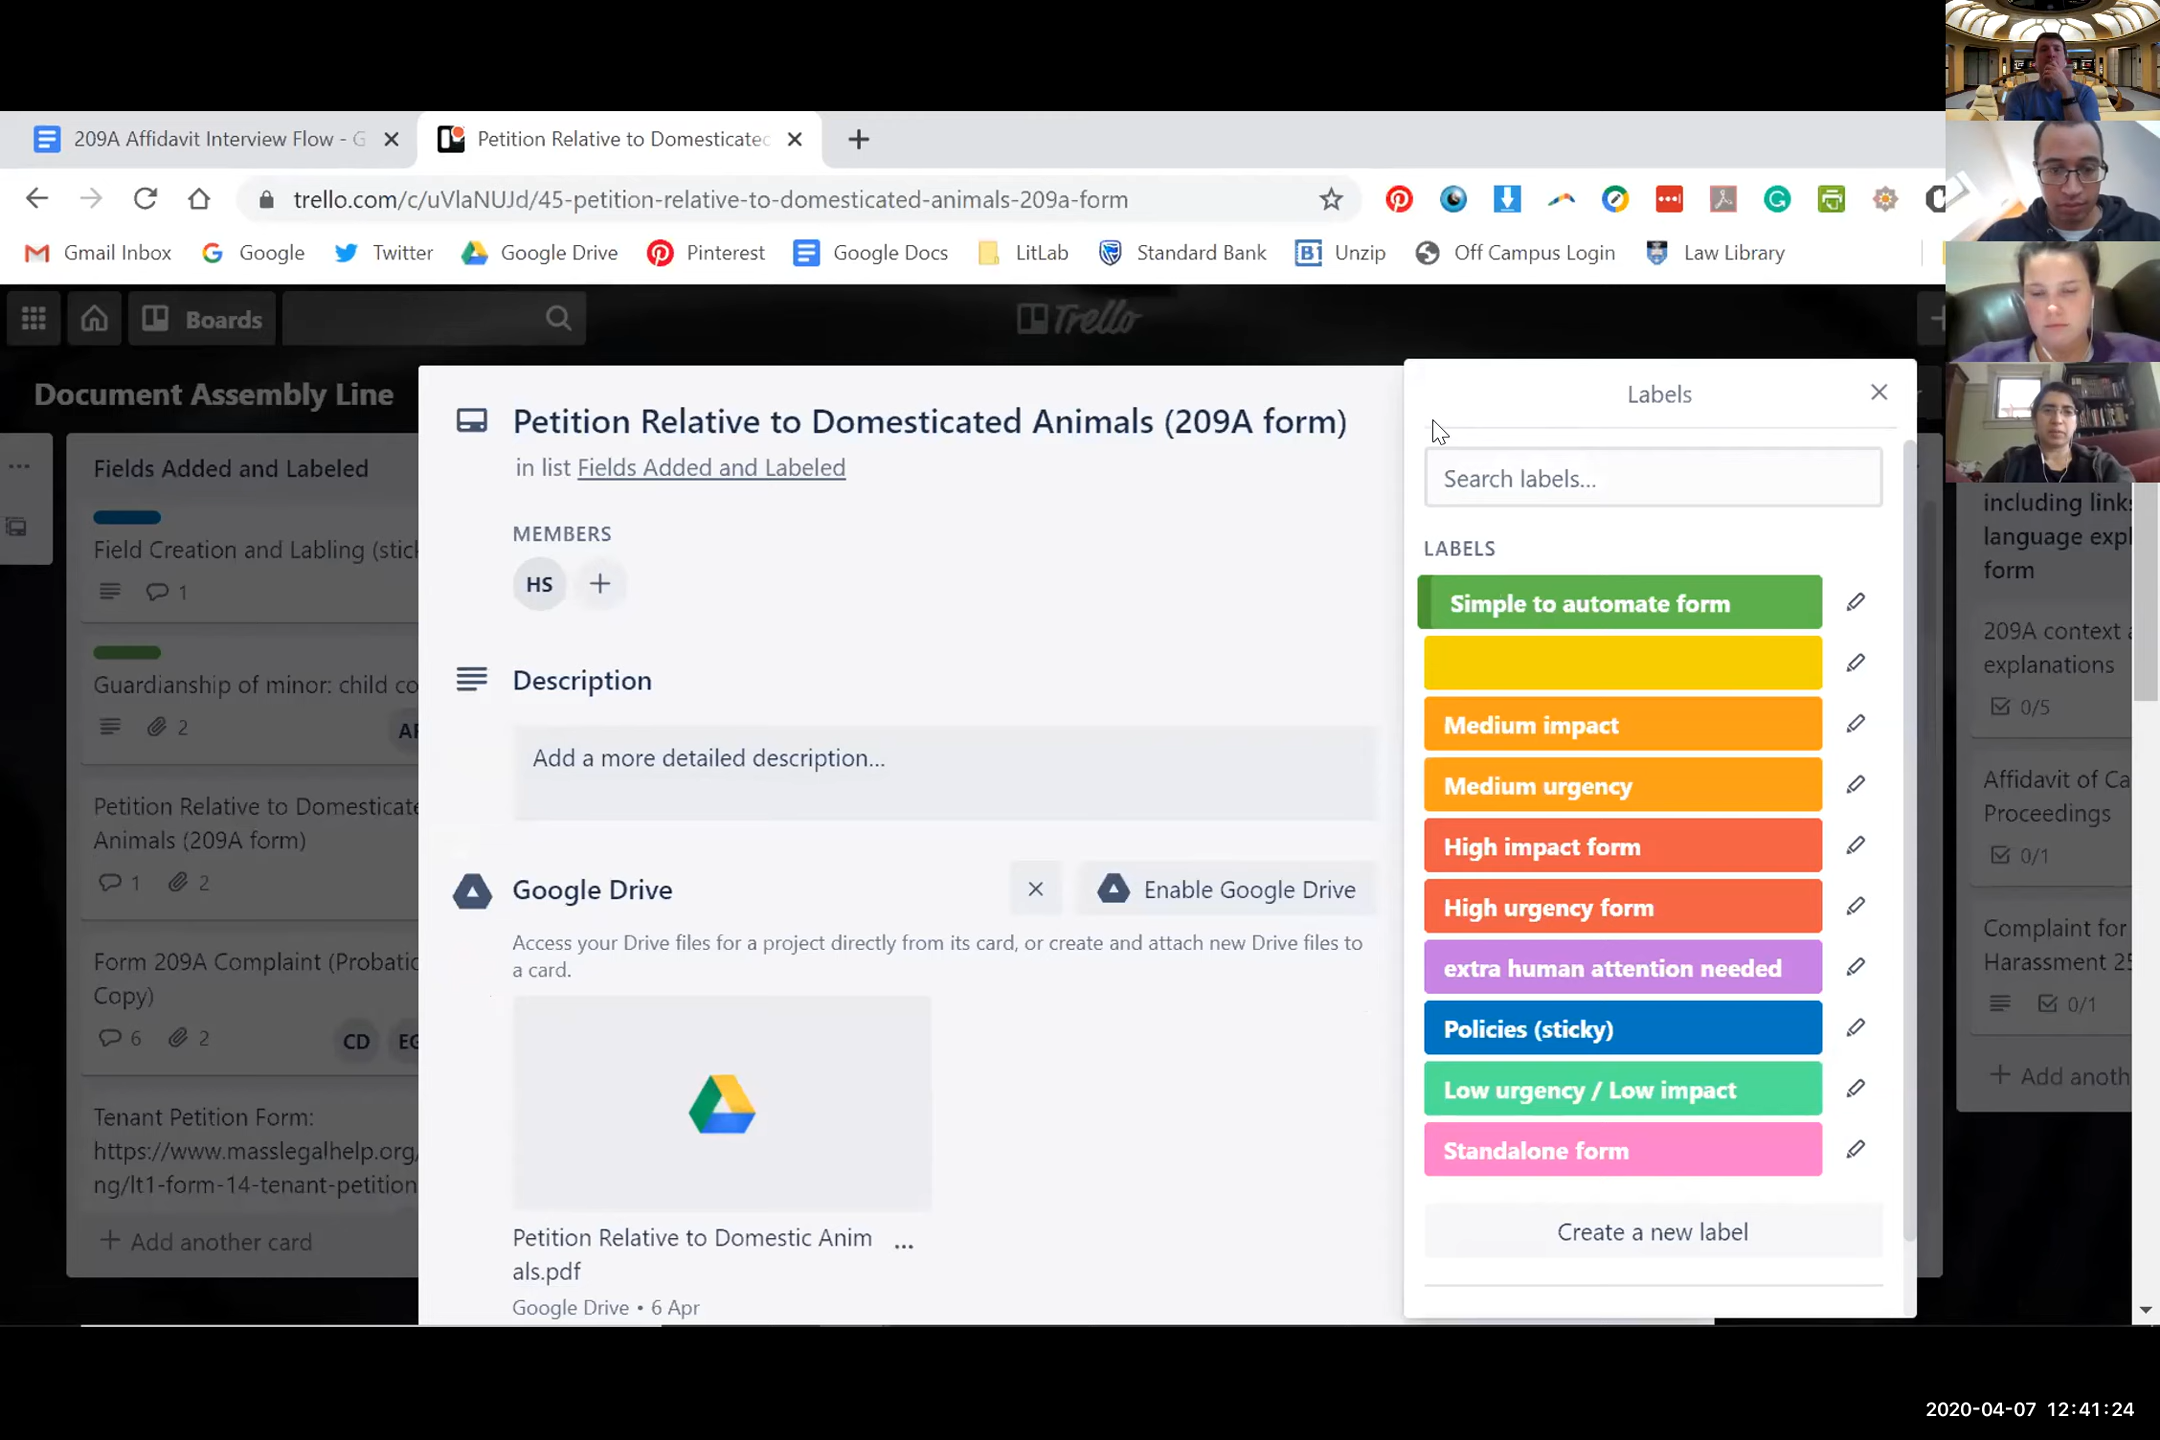 209A Affidavit Interview Flow - G
Petition Relative to Domesticated
trello.com/c/uVlaNUJd/45-petition-relative-to-domesticated-animals-209a-form
Gmail Inbox
Google
Twitter
Google Drive
Pinterest
Google Docs
LitLab
Standard Bank
B1 Unzip
Off Campus Login
Law Library
Boards
Trello
Document Assembly Line
Fields Added and Labeled
Field Creation and Labling (stic
1
Guardianship of minor: child co
2
Petition Relative to Domesticate
Animals (209A form)
1 2
Form 209A Complaint (Probatic
Copy)
6 2
CD
Tenant Petition Form:
https://www.masslegalhelp.org/
ng/lt1-form-14-tenant-petition
+ Add another card
Petition Relative to Domesticated Animals (209A form)
in list Fields Added and Labeled
MEMBERS
HS
Description
Add a more detailed description...
Google Drive
Enable Google Drive
Access your Drive files for a project directly from its card, or create and attach new Drive files to
a card.
Petition Relative to Domestic Anim
als.pdf
...
Google Drive • 6 Apr
Labels
Search labels...
LABELS
Simple to automate form
Medium impact
Medium urgency
High impact form
High urgency form
extra human attention needed
Policies (sticky)
Low urgency / Low impact
Standalone form
Create a new label
including link
language expl
form
209A context
explanations
0/5
Affidavit of Ca
Proceedings
0/1
Complaint for
Harassment 25
0/1
+ Add anoth
2020-04-07 12:41:24